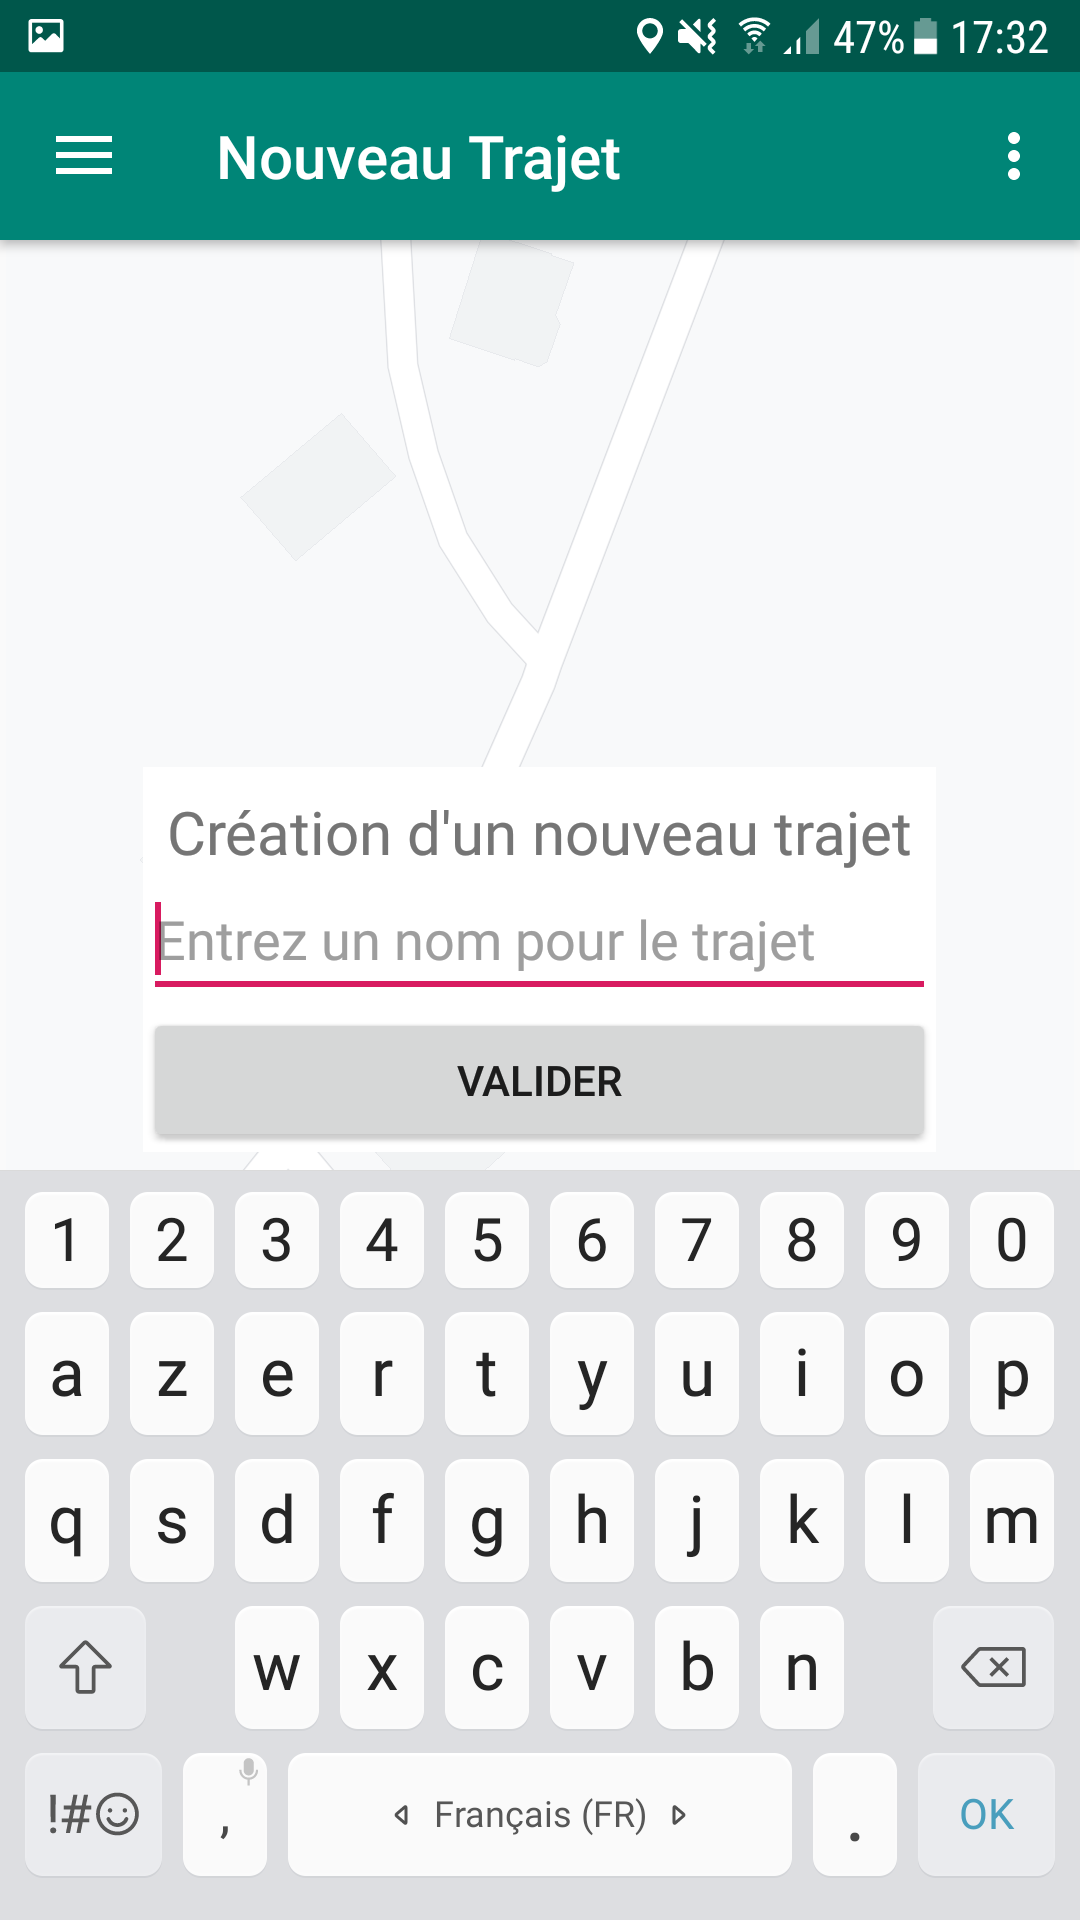 47% 17:32
Nouveau Trajet
Création d'un nouveau trajet
Entrez un nom pour le trajet
VALIDER
1 2 3 4 5 6 7 8 9 0
a z e r t y u i o p
q s d f g h j k l m
w x c v b n
!#☺ , Français (FR) . OK